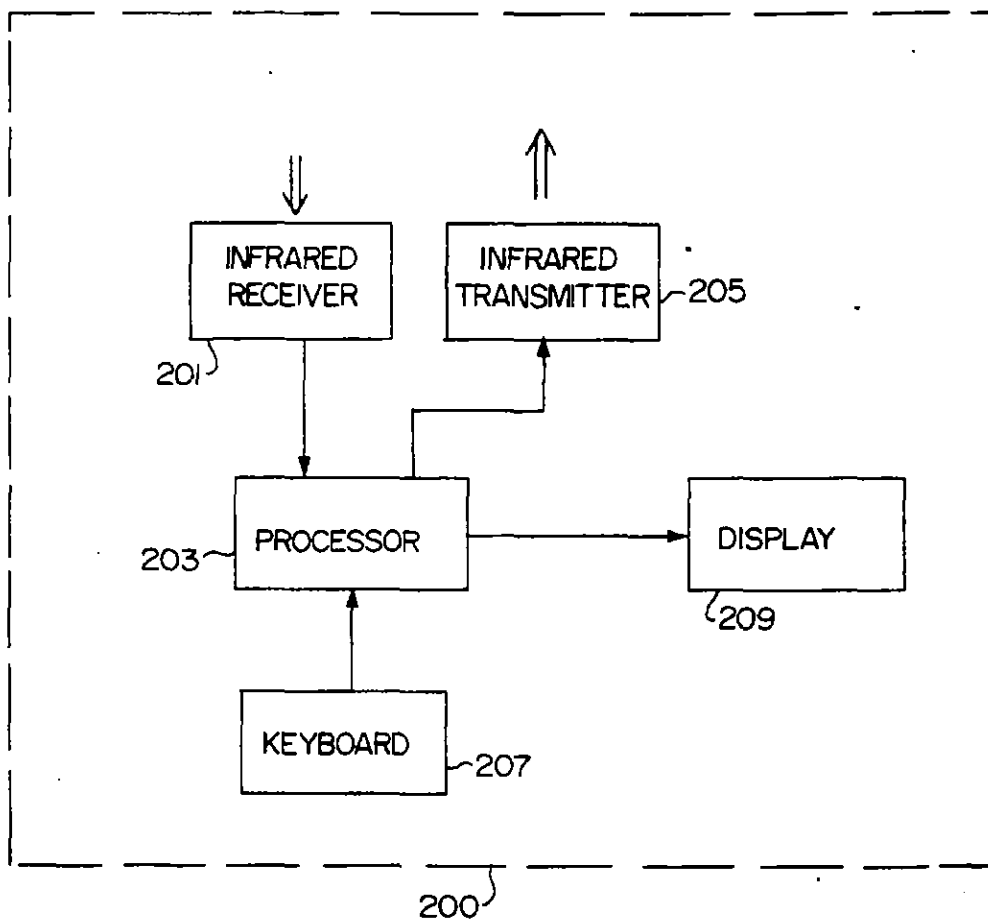 INFRARED
RECEIVER
201
INFRARED
TRANSMITTER
205
PROCESSOR
203
DISPLAY
209
KEYBOARD
207
200